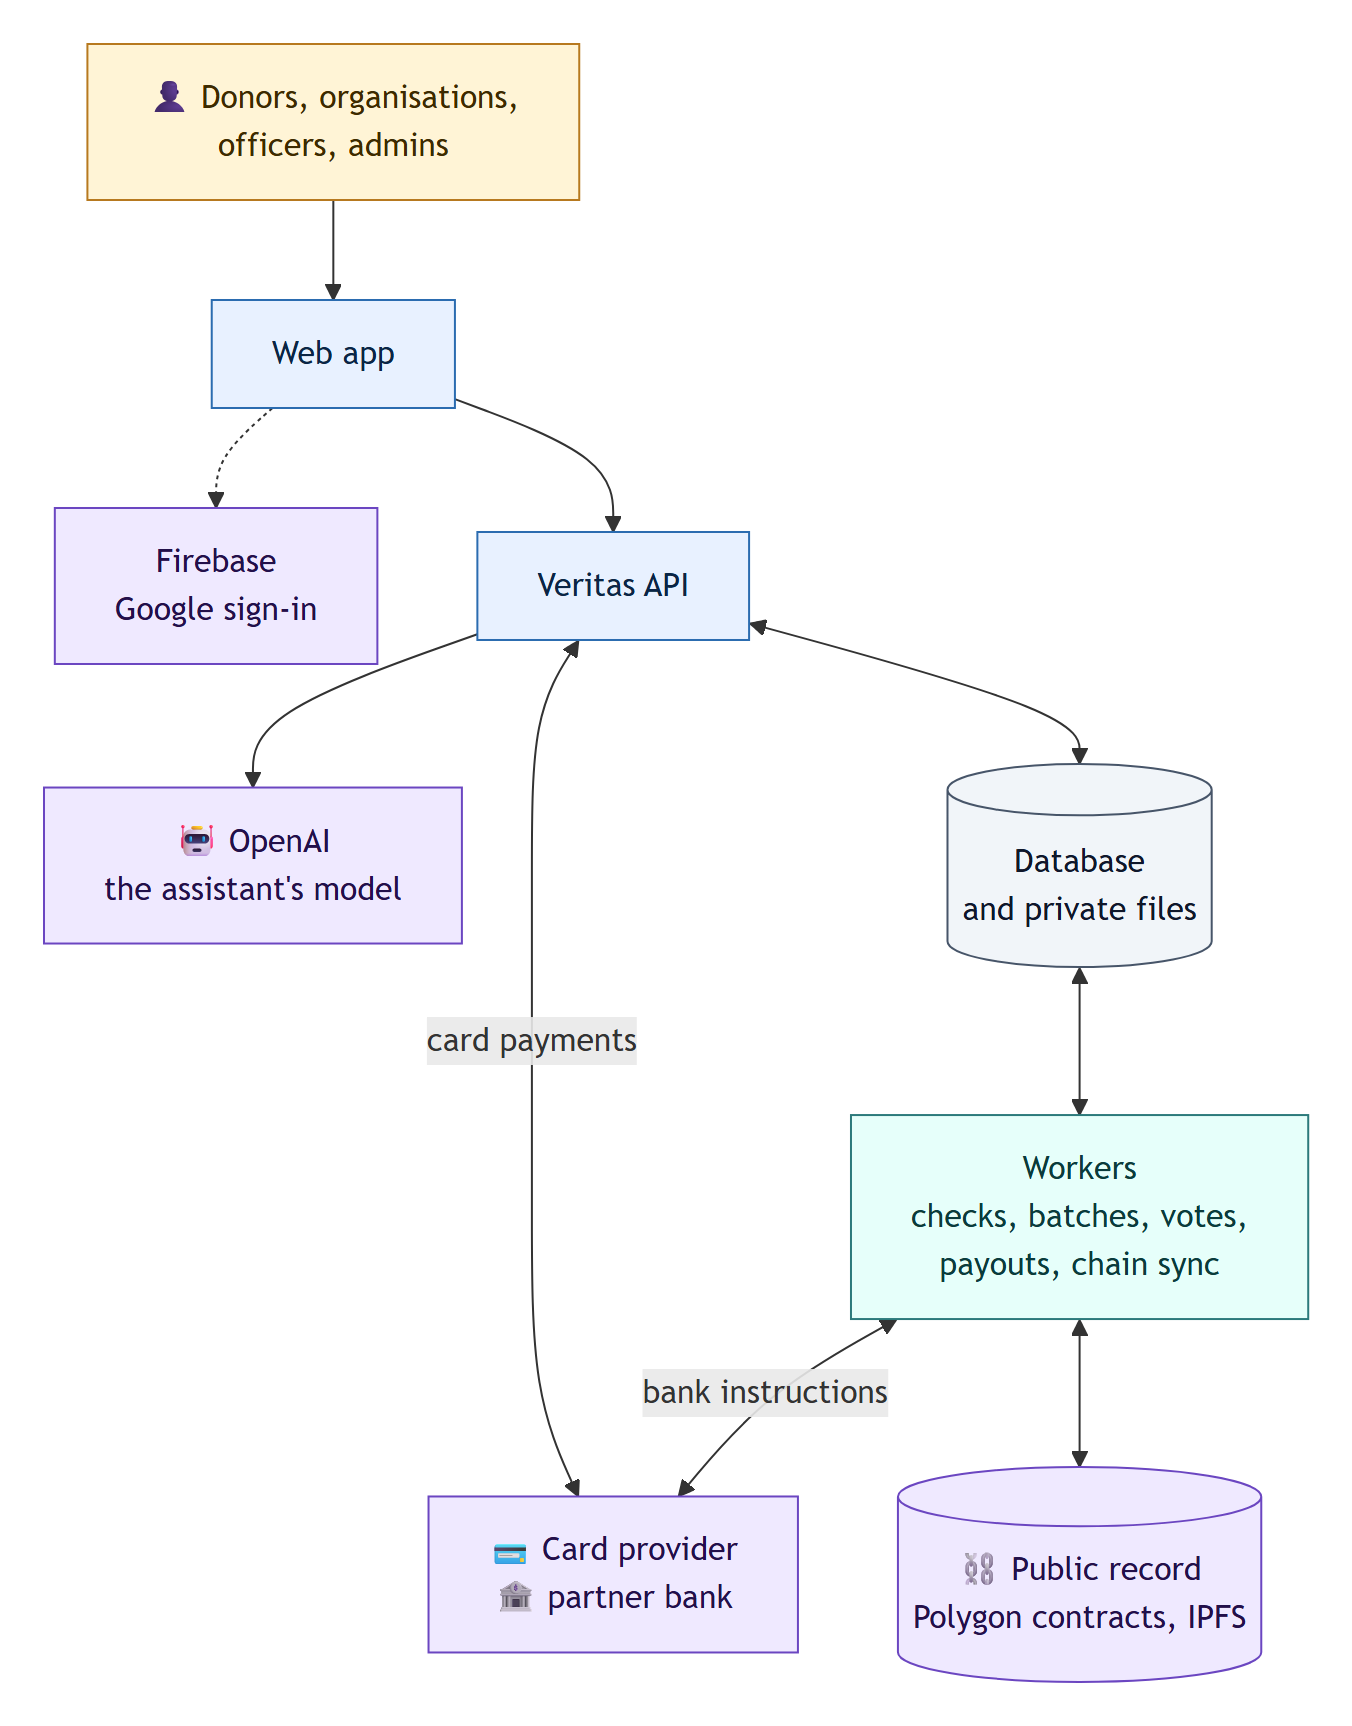 Donors, organisations,
officers, admins
Web app
Firebase
Google sign-in
Veritas API
OpenAI
the assistant's model
Database
and private files
card payments
Workers
checks, batches, votes,
payouts, chain sync
bank instructions
Card provider
partner bank
Public record
Polygon contracts, IPFS